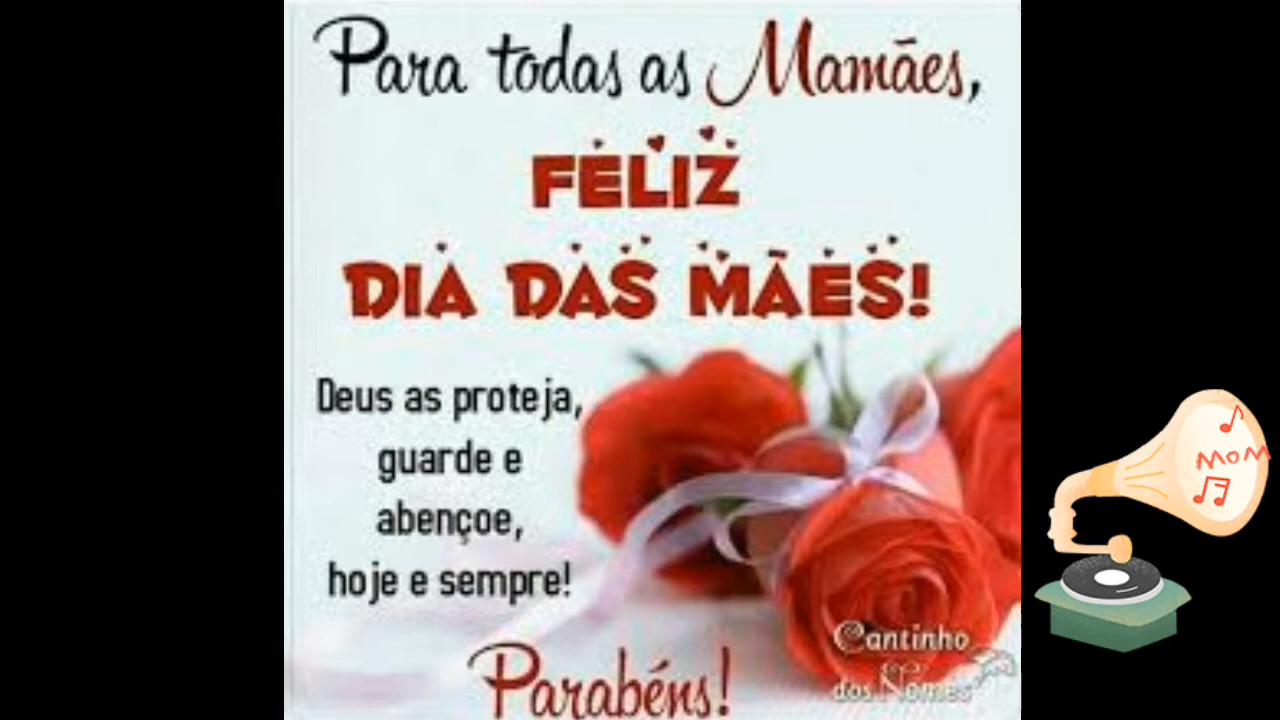 Para todas as Mamães,
FELIZ
DIA DAS MÃES!
Deus as proteja,
guarde e
abençoe,
hoje e sempre!
Parabéns!
Cantinho
dos Nomes
MOM